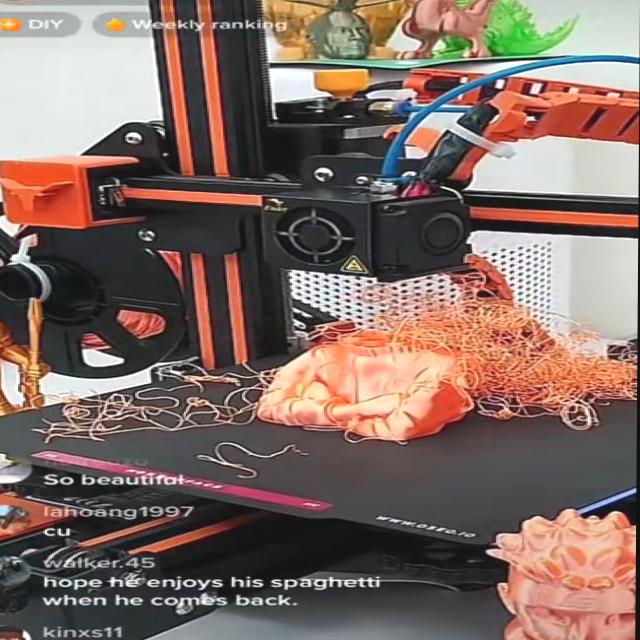 DIY
Weekly ranking
So beautiful
lahoang1997
cu
WWW.OSEQ.IO
walker.45
hope he enjoys his spaghetti
when he comes back.
kinxs11